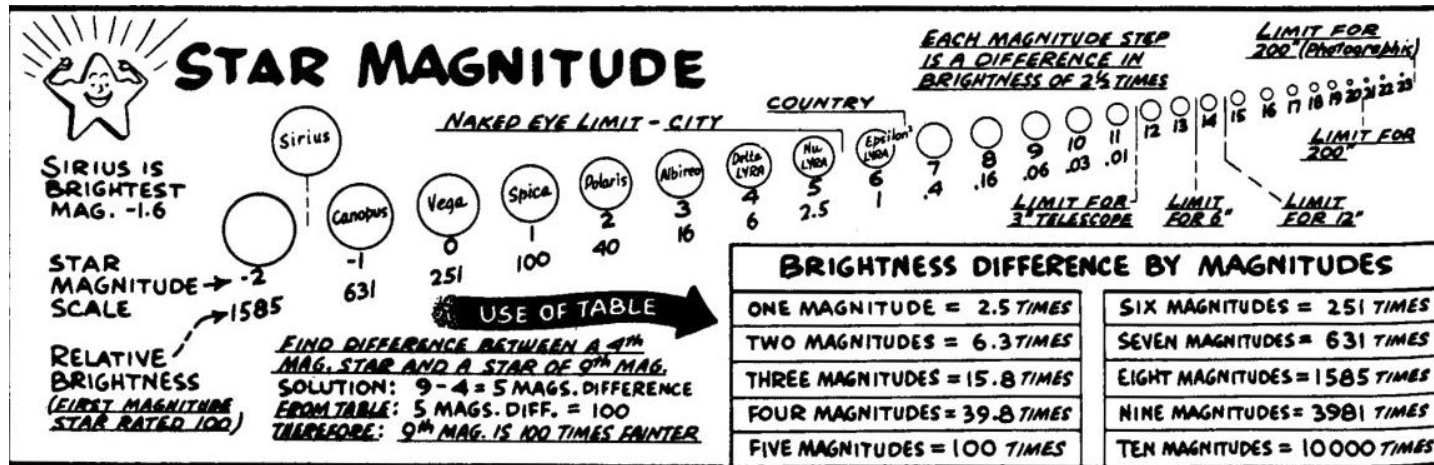 STAR MAGNITUDE
EACH MAGNITUDE STEP
IS A DIFFERENCE IN
BRIGHTNESS OF 2½ TIMES
LIMIT FOR
200" (Photographic)
NAKED EYE LIMIT - CITY
COUNTRY
SIRIUS IS
BRIGHTEST
MAG. -1.6
Sirius
Canopus
Vega
Spica
Polaris
Albireo
Delta
LYRA
Nu
LYRA
Epsilon²
LYRA
STAR
MAGNITUDE →
SCALE
-2 -1 0 1 2 3 4 5 6 7 8 9 10 11 12 13 14 15 16 17 18 19 20 21 22 23
RELATIVE
BRIGHTNESS
(FIRST MAGNITUDE
STAR RATED 100)
1585 631 251 100 40 16 6 2.5 1 .4 .16 .06 .03 .01
LIMIT FOR
3" TELESCOPE
LIMIT
FOR 6"
LIMIT
FOR 12"
LIMIT FOR
200"
USE OF TABLE
FIND DIFFERENCE BETWEEN A 4th
MAG. STAR AND A STAR OF 9th MAG.
SOLUTION: 9-4=5 MAGS. DIFFERENCE
FROM TABLE: 5 MAGS. DIFF. = 100
THEREFORE: 9th MAG. IS 100 TIMES FAINTER
BRIGHTNESS DIFFERENCE BY MAGNITUDES
ONE MAGNITUDE = 2.5 TIMES
TWO MAGNITUDES = 6.3 TIMES
THREE MAGNITUDES = 15.8 TIMES
FOUR MAGNITUDES = 39.8 TIMES
FIVE MAGNITUDES = 100 TIMES
SIX MAGNITUDES = 251 TIMES
SEVEN MAGNITUDES = 631 TIMES
EIGHT MAGNITUDES = 1585 TIMES
NINE MAGNITUDES = 3981 TIMES
TEN MAGNITUDES = 10000 TIMES